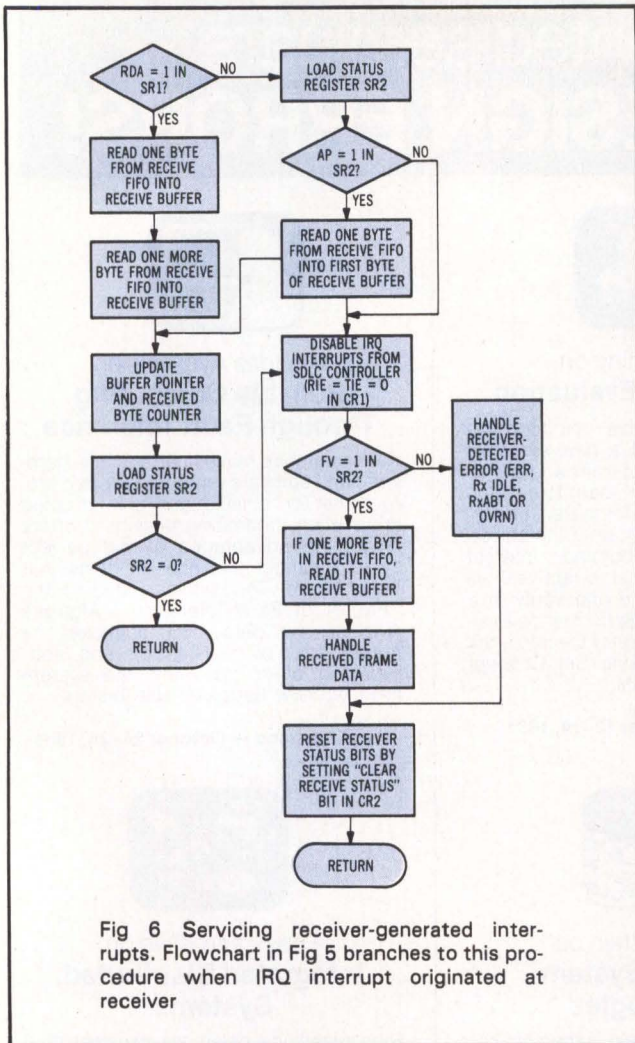 RDA = 1 IN
SR1?
NO
YES
READ ONE BYTE
FROM RECEIVE
FIFO INTO
RECEIVE BUFFER
READ ONE MORE
BYTE FROM RECEIVE
FIFO INTO
RECEIVE BUFFER
UPDATE
BUFFER POINTER
AND RECEIVED
BYTE COUNTER
LOAD STATUS
REGISTER SR2
SR2 = 0?
NO
YES
RETURN
LOAD STATUS
REGISTER SR2
AP = 1 IN
SR2?
NO
YES
READ ONE BYTE
FROM RECEIVE FIFO
INTO FIRST BYTE
OF RECEIVE BUFFER
DISABLE IRQ
INTERRUPTS FROM
SDLC CONTROLLER
(RIE = TIE = 0
IN CR1)
FV = 1 IN
SR2?
NO
YES
HANDLE
RECEIVER-
DETECTED
ERROR (ERR,
Rx IDLE,
RxABT OR
OVRN)
IF ONE MORE BYTE
IN RECEIVE FIFO,
READ IT INTO
RECEIVE BUFFER
HANDLE
RECEIVED FRAME
DATA
RESET RECEIVER
STATUS BITS BY
SETTING "CLEAR
RECEIVE STATUS"
BIT IN CR2
RETURN
Fig 6 Servicing receiver-generated inter-
rupts. Flowchart in Fig 5 branches to this pro-
cedure when IRQ interrupt originated at
receiver